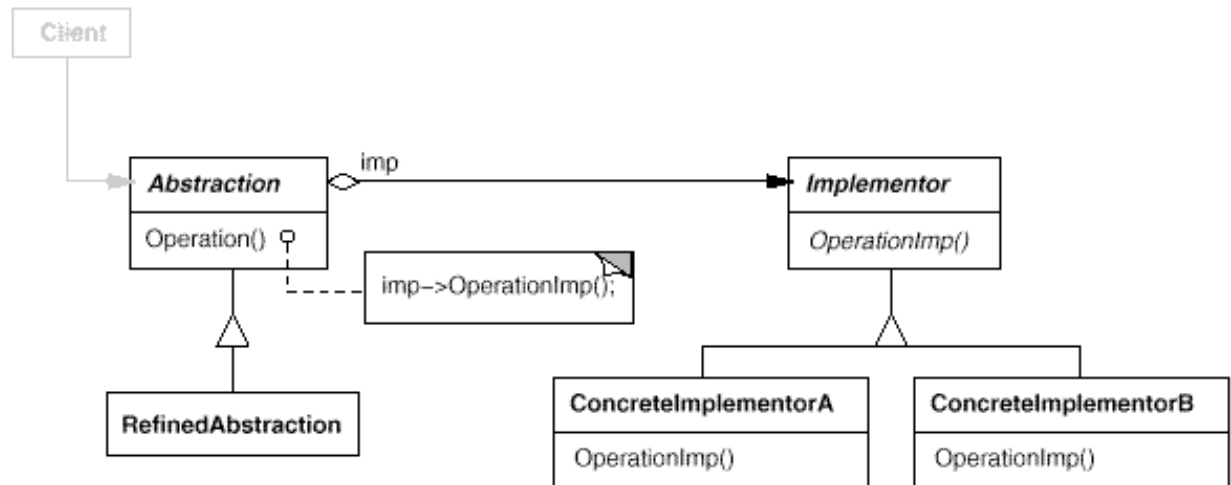 Client
imp
Abstraction
Implementor
Operation()
OperationImp()
imp->OperationImp();
RefinedAbstraction
ConcreteImplementorA
OperationImp()
ConcreteImplementorB
OperationImp()